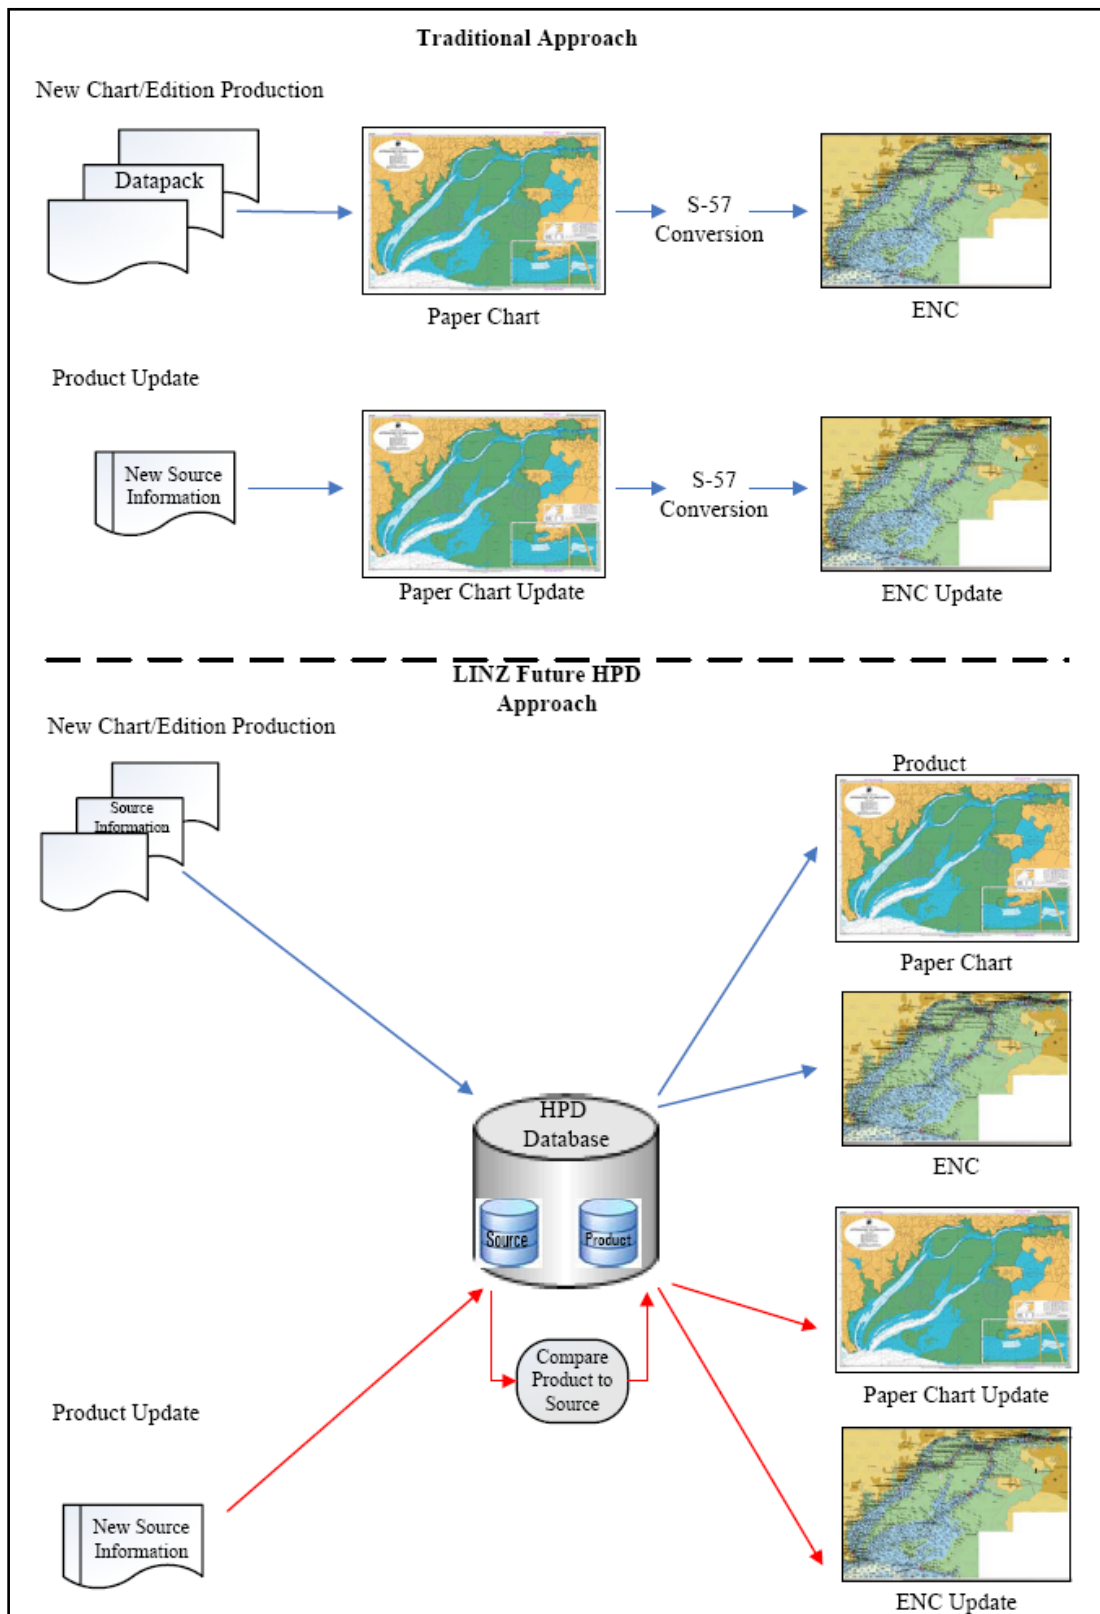 Traditional Approach
New Chart/Edition Production
Datapack
Paper Chart
S-57
Conversion
ENC
Product Update
New Source
Information
Paper Chart Update
S-57
Conversion
ENC Update
LINZ Future HPD
Approach
New Chart/Edition Production
Source
Information
Product
Paper Chart
ENC
HPD
Database
Source
Product
Compare
Product to
Source
Paper Chart Update
Product Update
New Source
Information
ENC Update